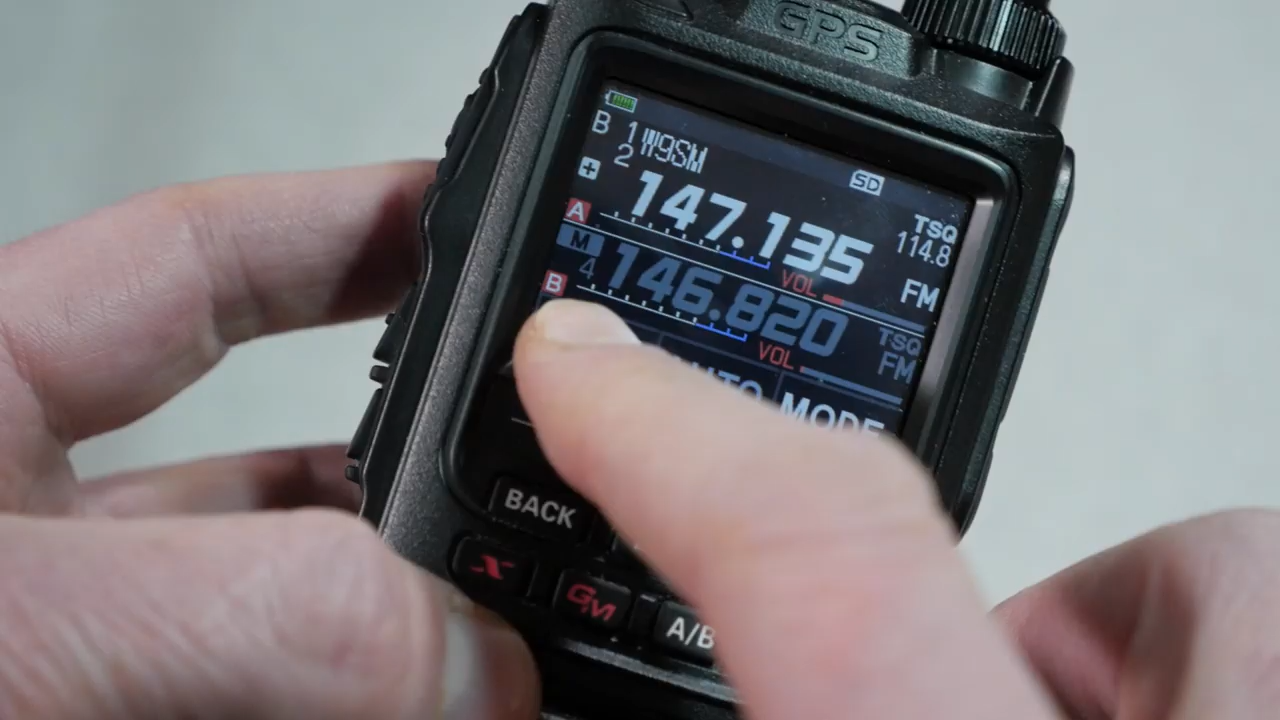 GPS
B 1 W9SM
2
SD
147.135
TSQ
114.8
A
VOL
FM
M
4
146.820
B
TSQ
VOL
FM
MODE
BACK
X
GM
A/B